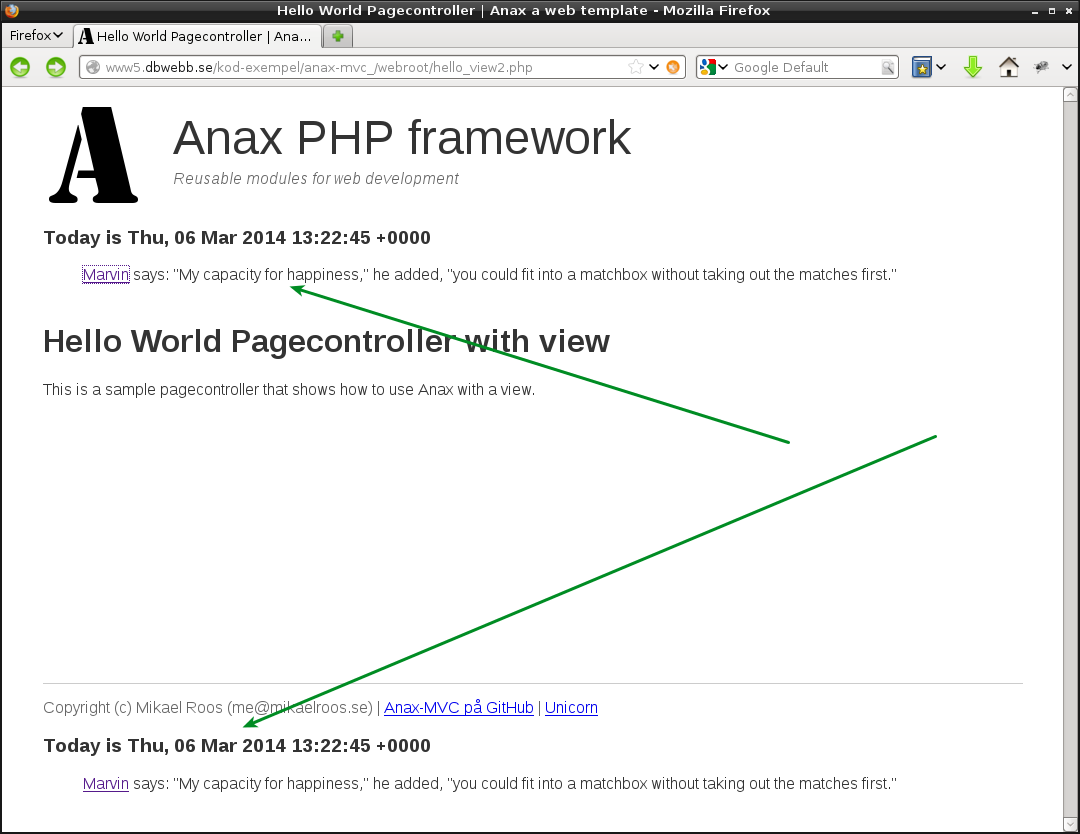 Hello World Pagecontroller | Anax a web template - Mozilla Firefox
Firefox
Hello World Pagecontroller | Ana...
www5.dbwebb.se/kod-exempel/anax-mvc_/webroot/hello_view2.php
Google Default
A
Anax PHP framework
Reusable modules for web development
Today is Thu, 06 Mar 2014 13:22:45 +0000
Marvin says: "My capacity for happiness," he added, "you could fit into a matchbox without taking out the matches first."
Hello World Pagecontroller with view
This is a sample pagecontroller that shows how to use Anax with a view.
Copyright (c) Mikael Roos (me@mikaelroos.se) | Anax-MVC på GitHub | Unicorn
Today is Thu, 06 Mar 2014 13:22:45 +0000
Marvin says: "My capacity for happiness," he added, "you could fit into a matchbox without taking out the matches first."